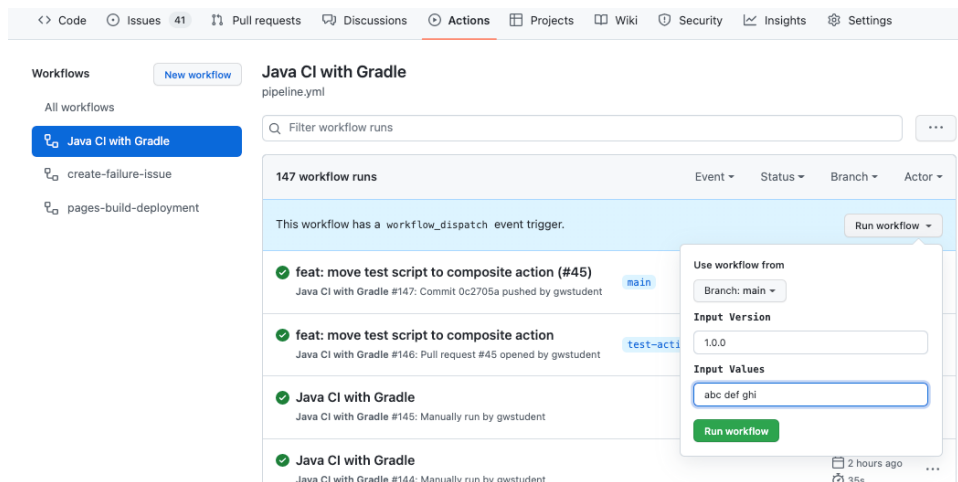 Code Issues 41 Pull requests Discussions Actions Projects Wiki Security Insights Settings
Workflows
New workflow
All workflows
Java CI with Gradle
create-failure-issue
pages-build-deployment
Java CI with Gradle
pipeline.yml
Filter workflow runs
147 workflow runs
Event Status Branch Actor
This workflow has a workflow_dispatch event trigger.
Run workflow
feat: move test script to composite action (#45)
Java CI with Gradle #147: Commit 0c2705a pushed by gwstudent
main
feat: move test script to composite action
Java CI with Gradle #146: Pull request #45 opened by gwstudent
test-acti
Java CI with Gradle
Java CI with Gradle #145: Manually run by gwstudent
Java CI with Gradle
Java CI with Gradle #144: Manually run by gwstudent
2 hours ago
35s
Use workflow from
Branch: main
Input Version
1.0.0
Input Values
abc def ghi
Run workflow